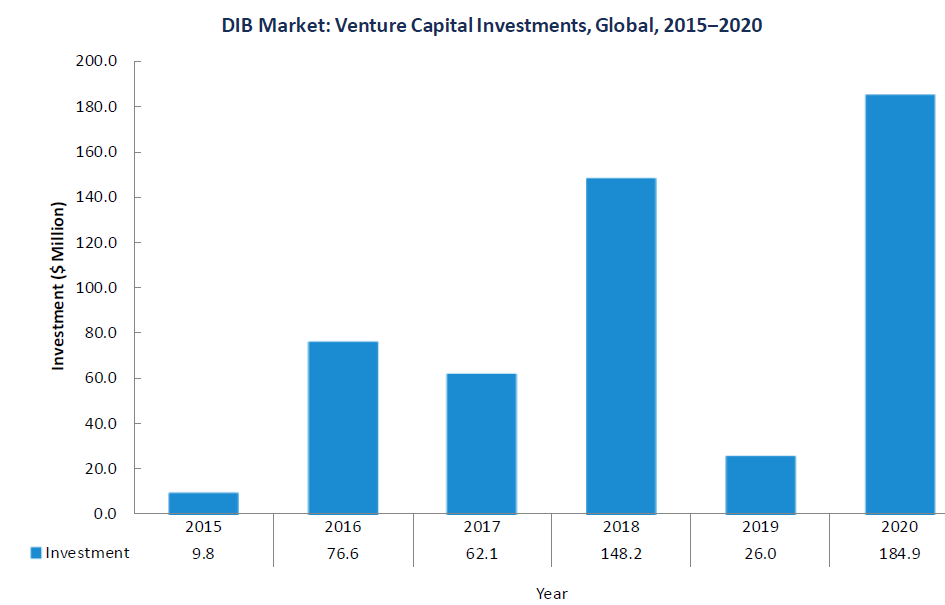 DIB Market: Venture Capital Investments, Global, 2015–2020
200.0
180.0
160.0
140.0
120.0
100.0
80.0
60.0
40.0
20.0
0.0
Investment ($ Million)
2015 2016 2017 2018 2019 2020
Investment 9.8 76.6 62.1 148.2 26.0 184.9
Year